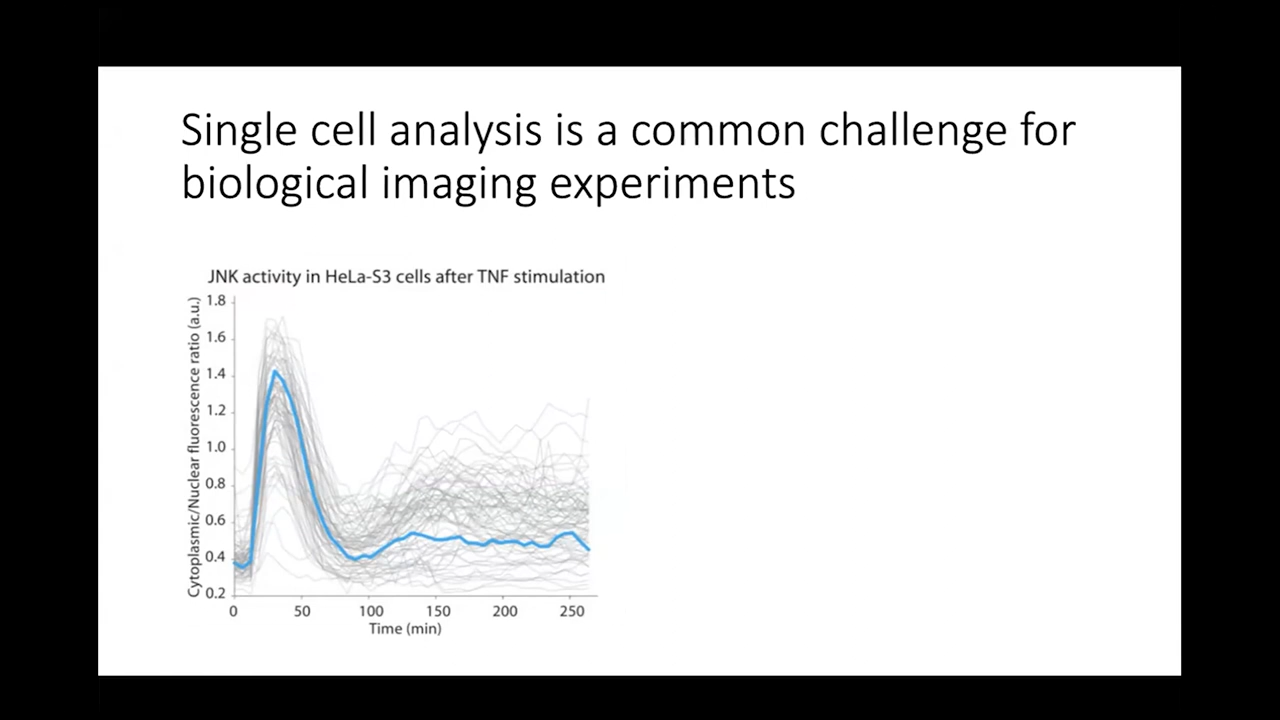 Single cell analysis is a common challenge for
biological imaging experiments
JNK activity in HeLa-S3 cells after TNF stimulation
Cytoplasmic/Nuclear fluorescence ratio (a.u.)
1.8
1.6
1.4
1.2
1.0
0.8
0.6
0.4
0.2
0 50 100 150 200 250
Time (min)